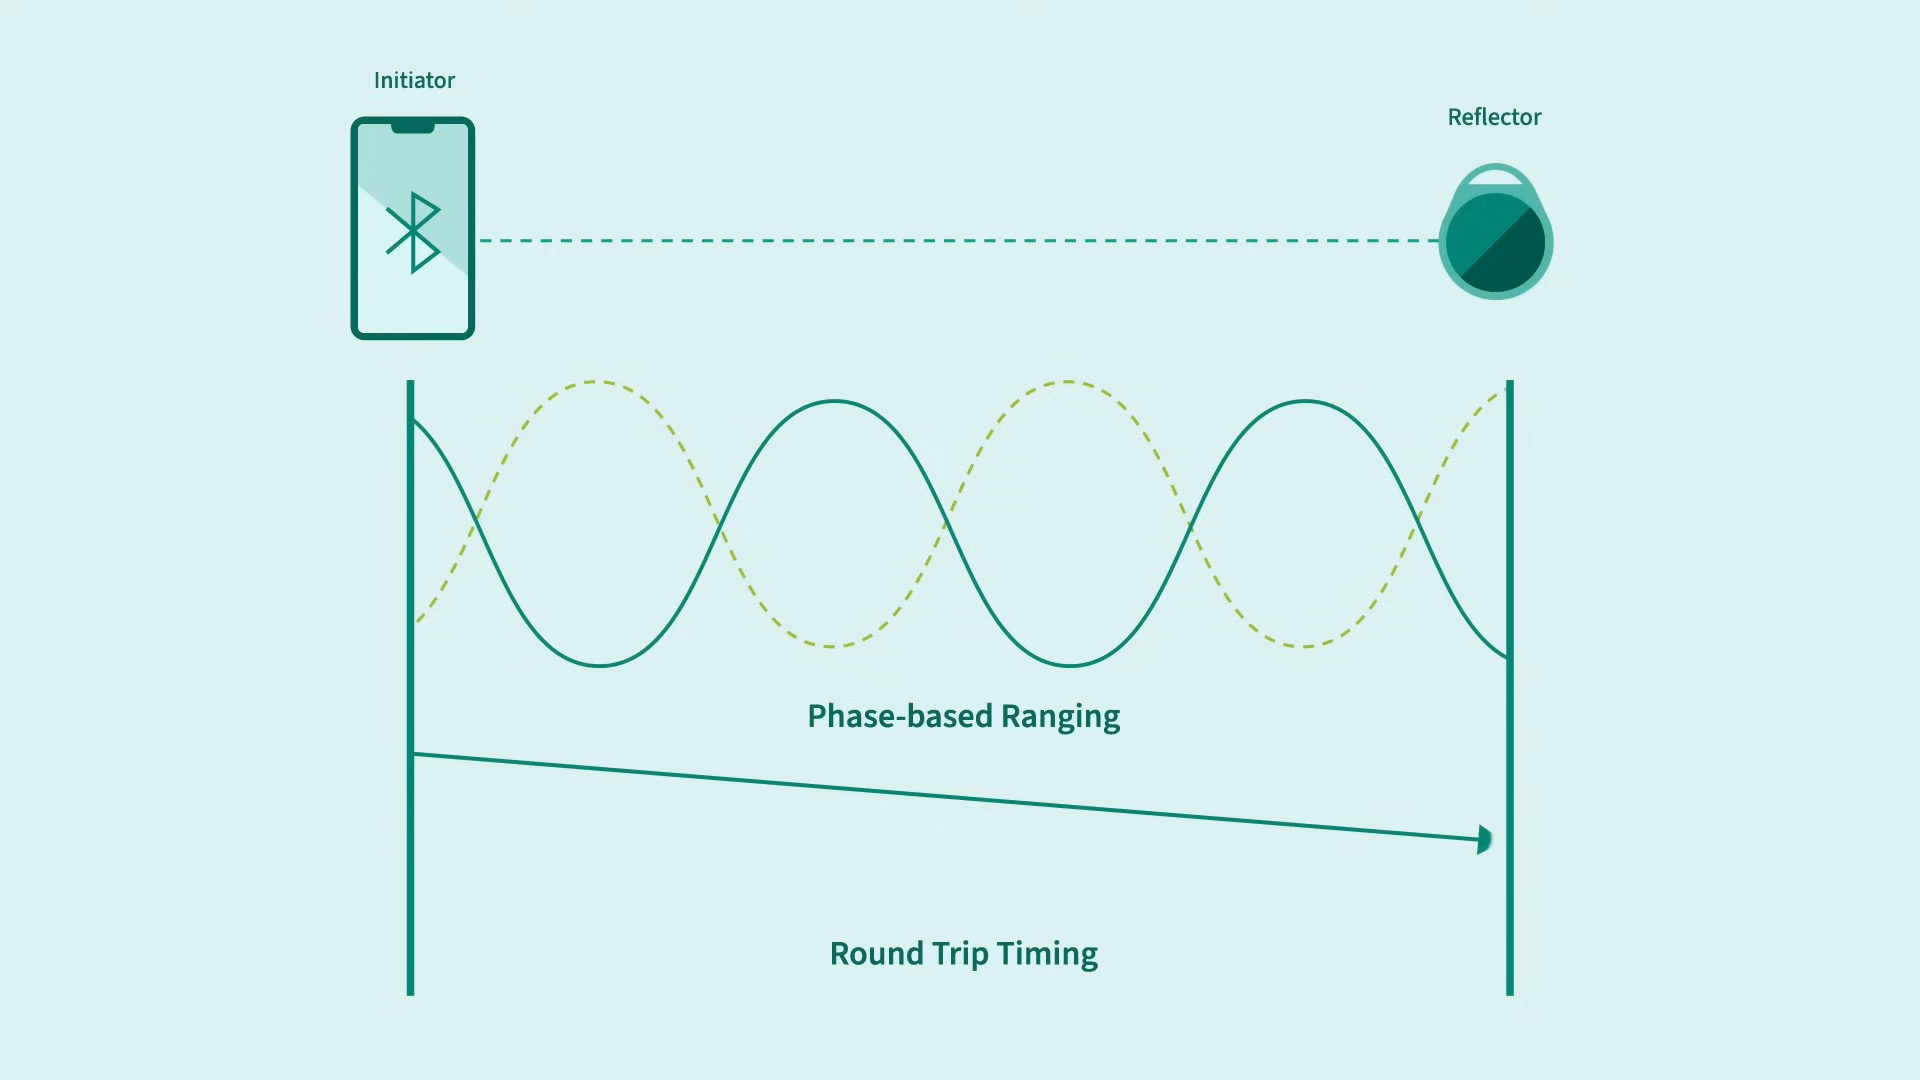 Initiator
Reflector
Phase-based Ranging
Round Trip Timing